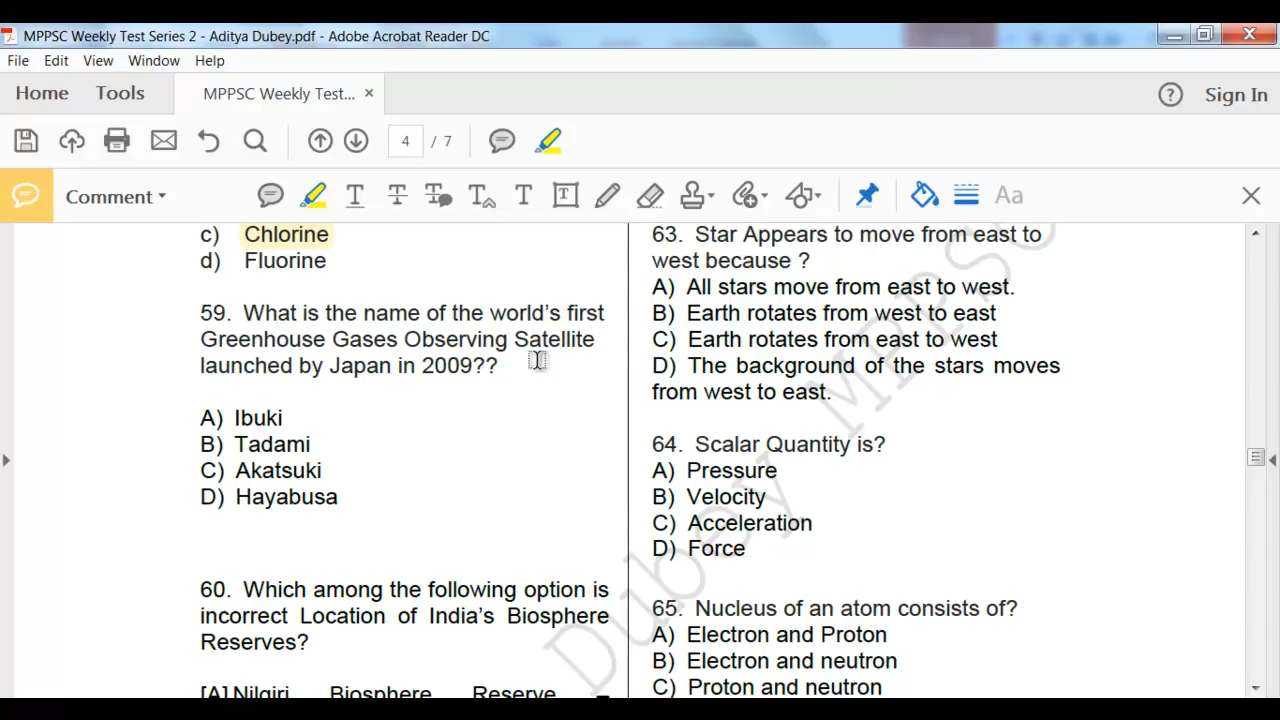 MPPSC Weekly Test Series 2 - Aditya Dubey.pdf - Adobe Acrobat Reader DC
File Edit View Window Help
Home Tools MPPSC Weekly Test... × Sign In
4 / 7
Comment
Aa
c) Chlorine
d) Fluorine
59. What is the name of the world's first
Greenhouse Gases Observing Satellite
launched by Japan in 2009??
A) Ibuki
B) Tadami
C) Akatsuki
D) Hayabusa
60. Which among the following option is
incorrect Location of India's Biosphere
Reserves?
[A]Nilgiri Biosphere Reserve –
63. Star Appears to move from east to
west because ?
A) All stars move from east to west.
B) Earth rotates from west to east
C) Earth rotates from east to west
D) The background of the stars moves
from west to east.
64. Scalar Quantity is?
A) Pressure
B) Velocity
C) Acceleration
D) Force
65. Nucleus of an atom consists of?
A) Electron and Proton
B) Electron and neutron
C) Proton and neutron
Dubey MPPSC